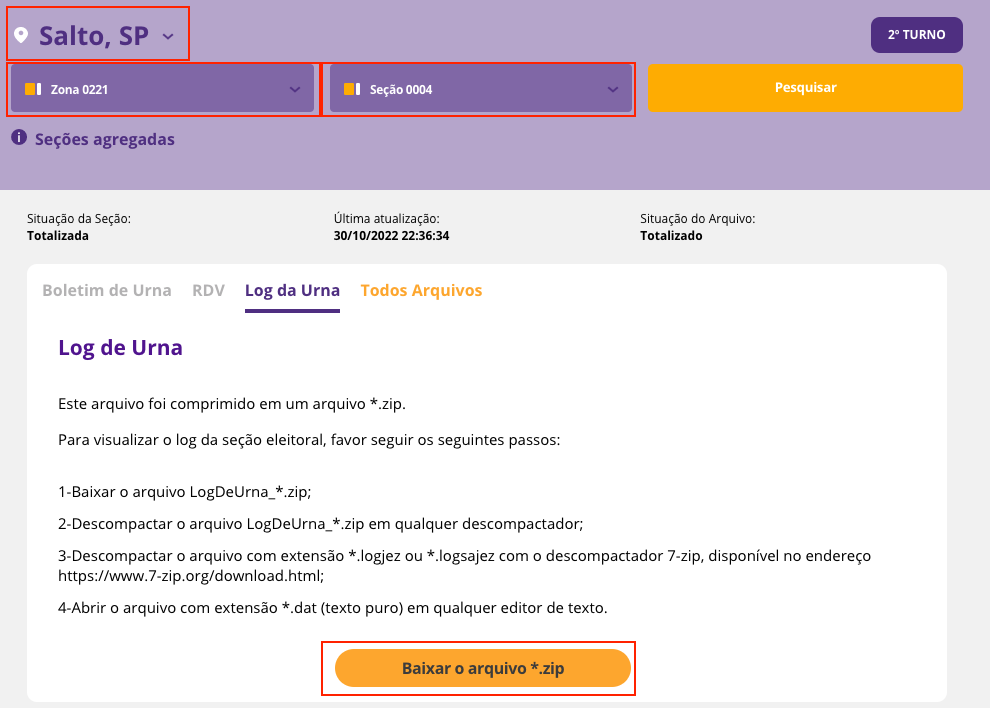 Salto, SP
2º TURNO
Zona 0221
Seção 0004
Pesquisar
Seções agregadas
Situação da Seção:
Totalizada
Última atualização:
30/10/2022 22:36:34
Situação do Arquivo:
Totalizado
Boletim de Urna RDV Log da Urna Todos Arquivos
Log de Urna
Este arquivo foi comprimido em um arquivo *.zip.
Para visualizar o log da seção eleitoral, favor seguir os seguintes passos:
1-Baixar o arquivo LogDeUrna_*.zip;
2-Descompactar o arquivo LogDeUrna_*.zip em qualquer descompactador;
3-Descompactar o arquivo com extensão *.logjez ou *.logsajez com o descompactador 7-zip, disponível no endereço
https://www.7-zip.org/download.html;
4-Abrir o arquivo com extensão *.dat (texto puro) em qualquer editor de texto.
Baixar o arquivo *.zip